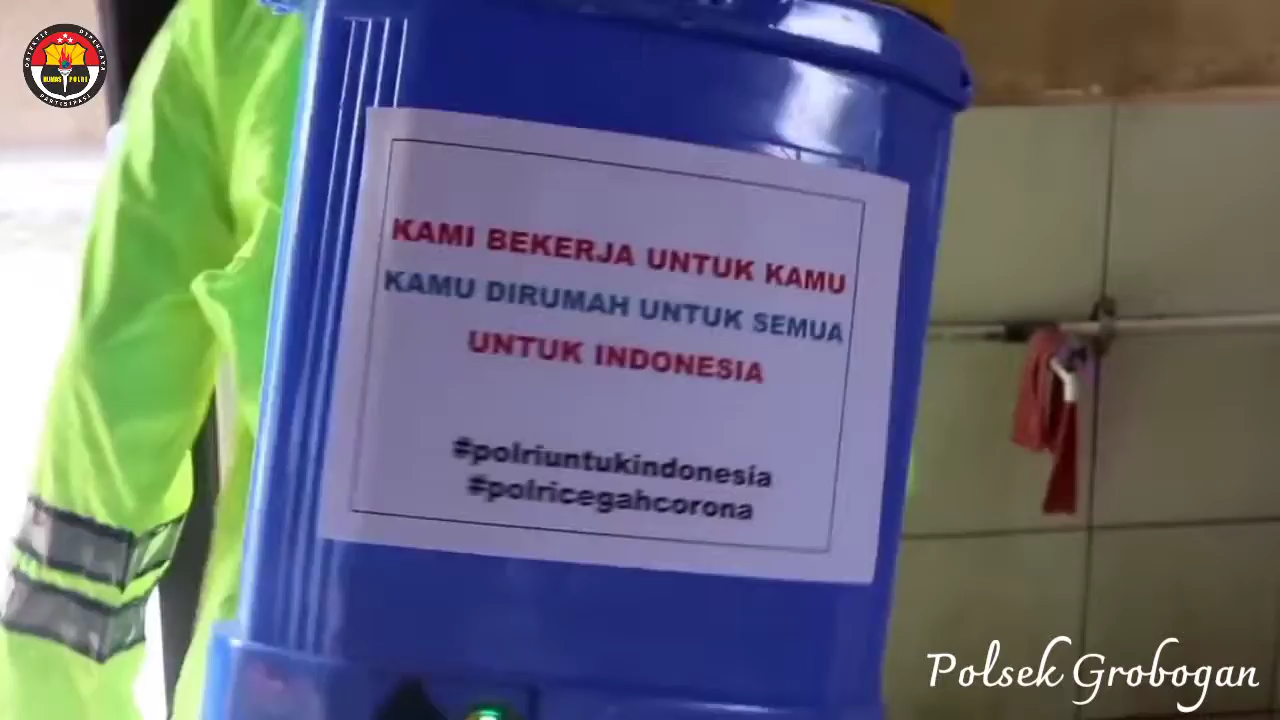 KAMI BEKERJA UNTUK KAMU
KAMU DIRUMAH UNTUK SEMUA
UNTUK INDONESIA
#polriuntukindonesia
#polricegahcorona
Polsek Grobogan